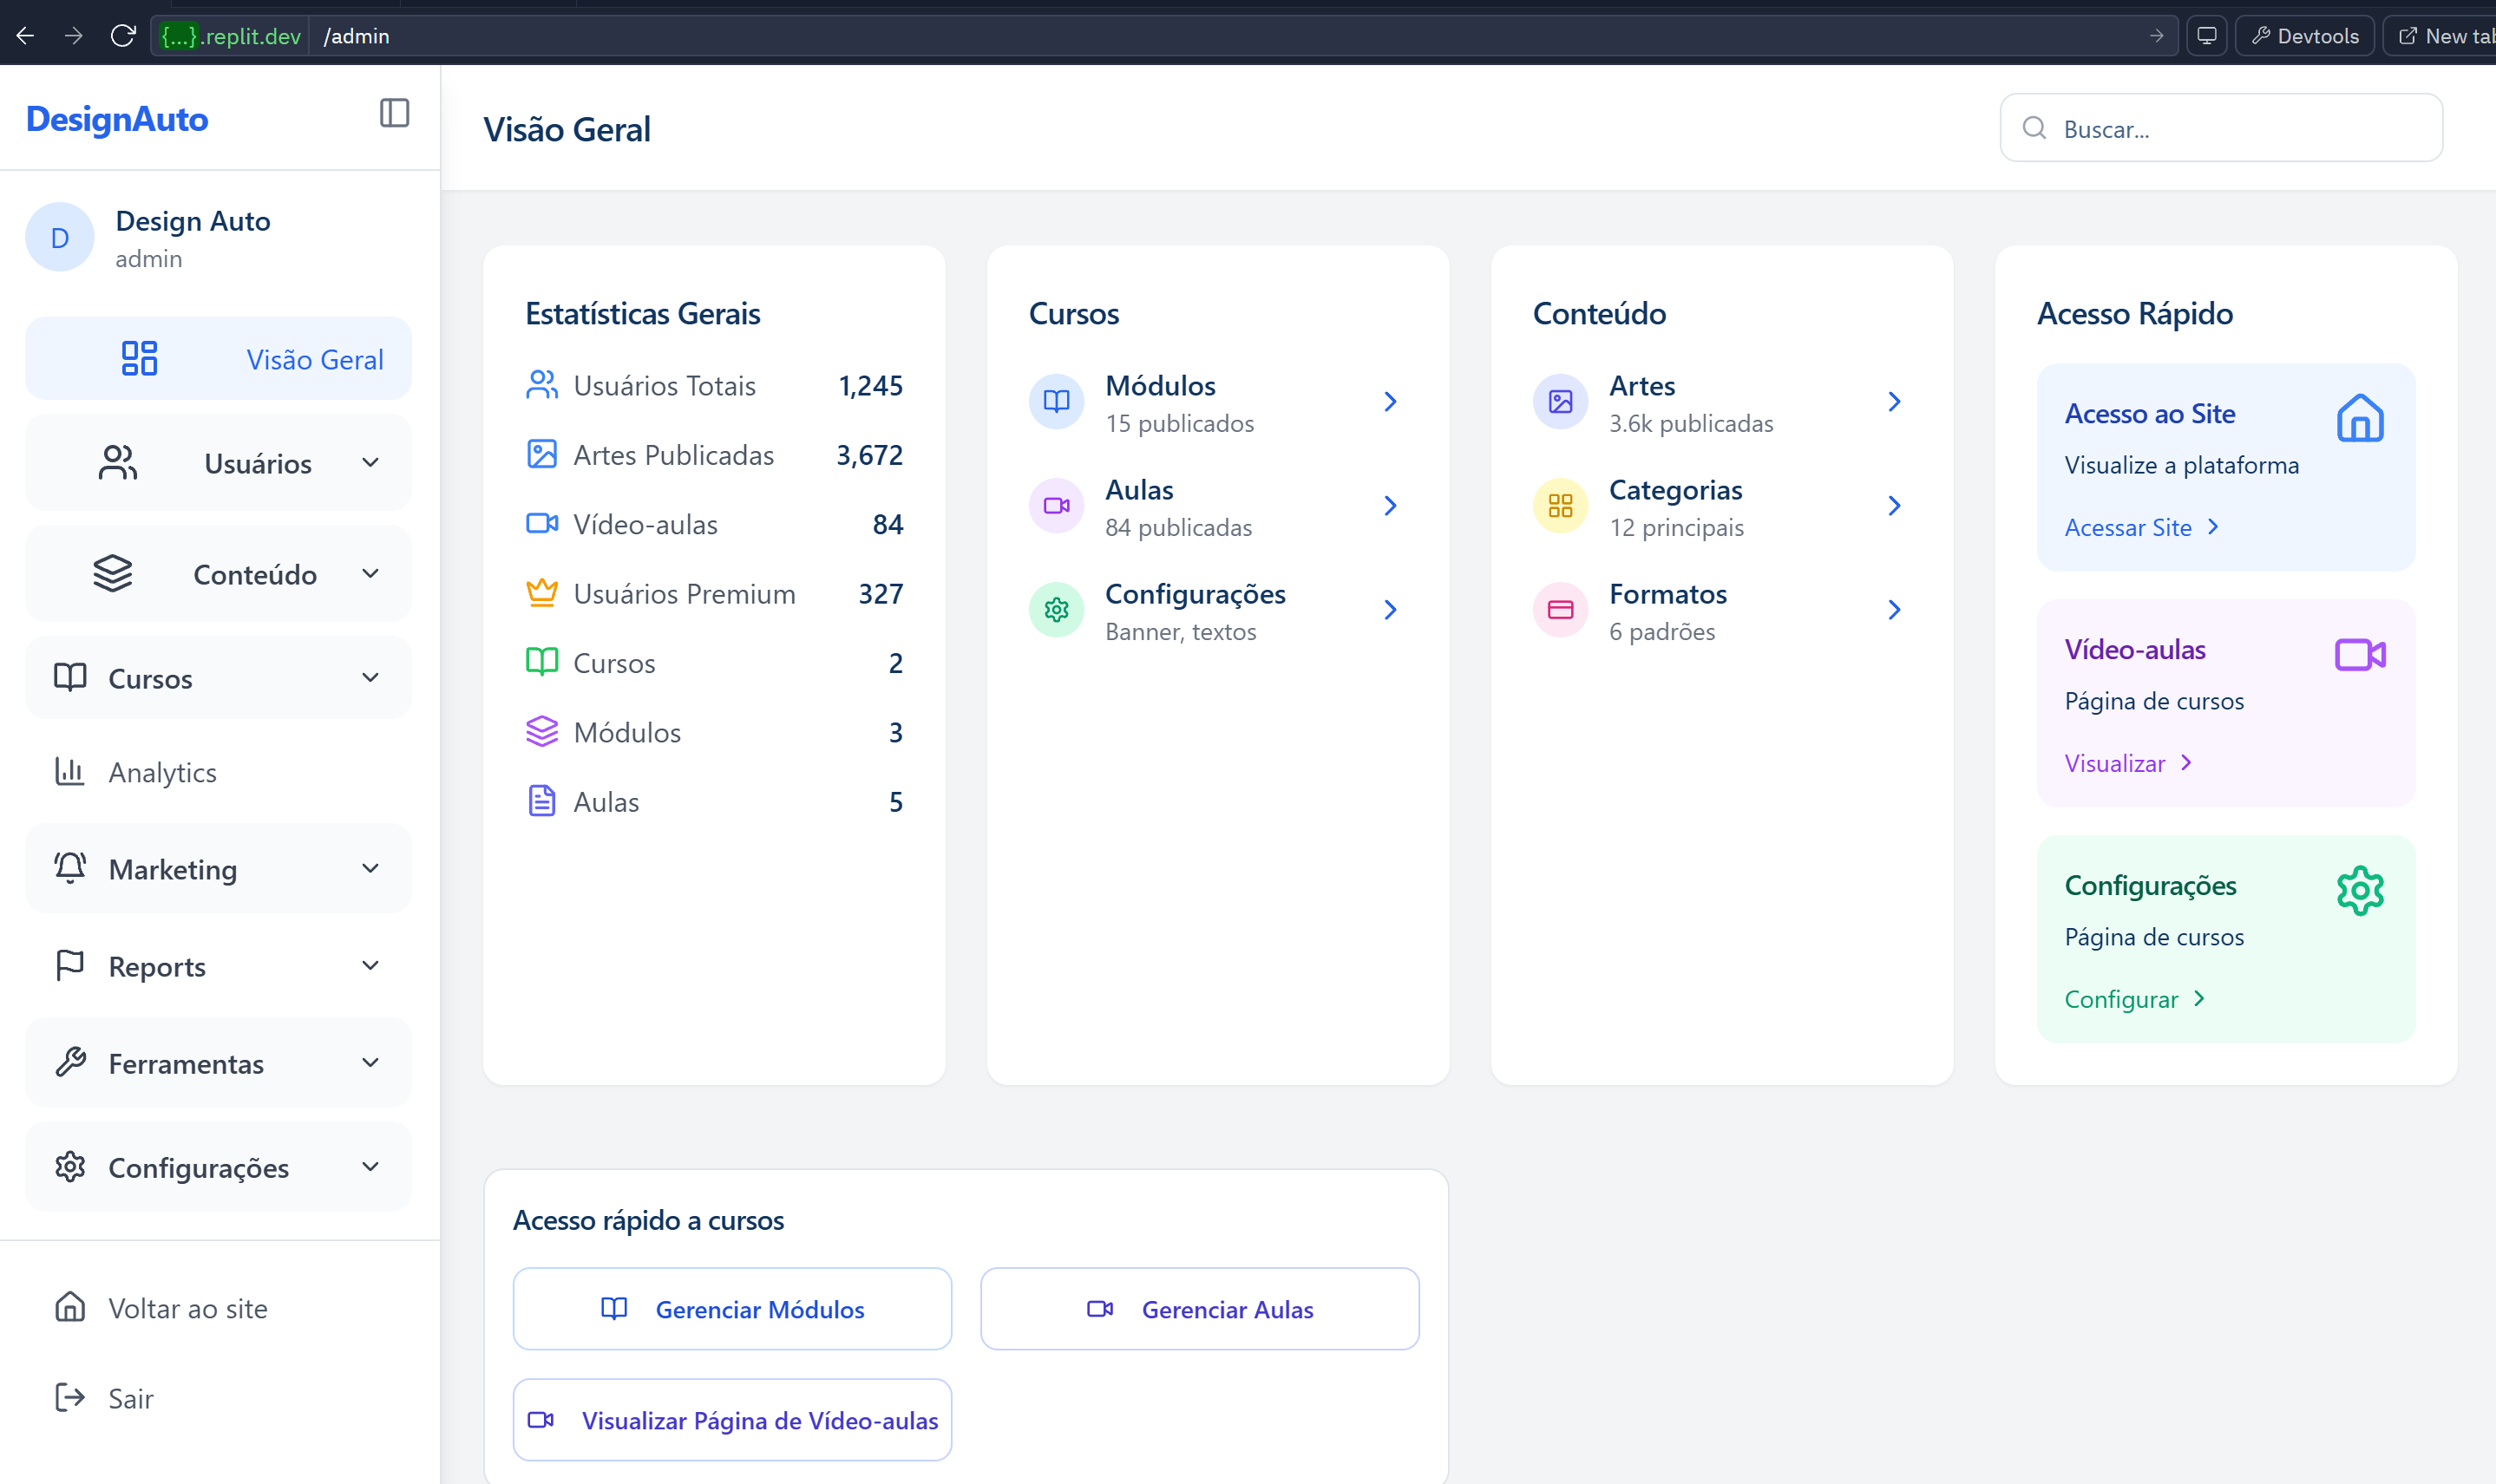 {...}.replit.dev /admin
Devtools
New tab
DesignAuto
Design Auto
admin
Visão Geral
Usuários
Conteúdo
Cursos
Analytics
Marketing
Reports
Ferramentas
Configurações
Voltar ao site
Sair
Visão Geral
Buscar...
Estatísticas Gerais
Usuários Totais 1,245
Artes Publicadas 3,672
Vídeo-aulas 84
Usuários Premium 327
Cursos 2
Módulos 3
Aulas 5
Cursos
Módulos
15 publicados
Aulas
84 publicadas
Configurações
Banner, textos
Conteúdo
Artes
3.6k publicadas
Categorias
12 principais
Formatos
6 padrões
Acesso Rápido
Acesso ao Site
Visualize a plataforma
Acessar Site
Vídeo-aulas
Página de cursos
Visualizar
Configurações
Página de cursos
Configurar
Acesso rápido a cursos
Gerenciar Módulos
Gerenciar Aulas
Visualizar Página de Vídeo-aulas